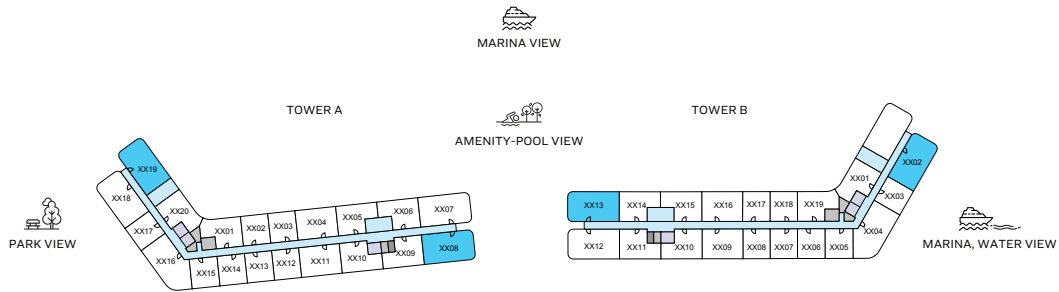 MARINA VIEW
TOWER A
TOWER B
AMENITY-POOL VIEW
PARK VIEW
MARINA, WATER VIEW
XX19
XX18
XX20
XX17
XX16
XX01
XX02
XX03
XX04
XX05
XX06
XX07
XX15
XX14
XX13
XX12
XX11
XX10
XX09
XX08
XX02
XX01
XX03
XX04
XX13
XX14
XX15
XX16
XX17
XX18
XX19
XX12
XX11
XX10
XX09
XX08
XX07
XX06
XX05